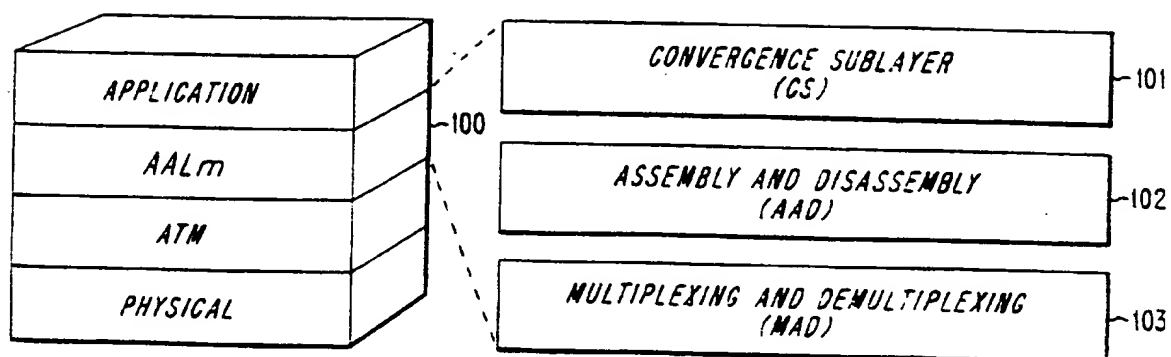 APPLICATION
AALm
ATM
PHYSICAL
100
CONVERGENCE SUBLAYER
(CS)
101
ASSEMBLY AND DISASSEMBLY
(AAD)
102
MULTIPLEXING AND DEMULTIPLEXING
(MAD)
103